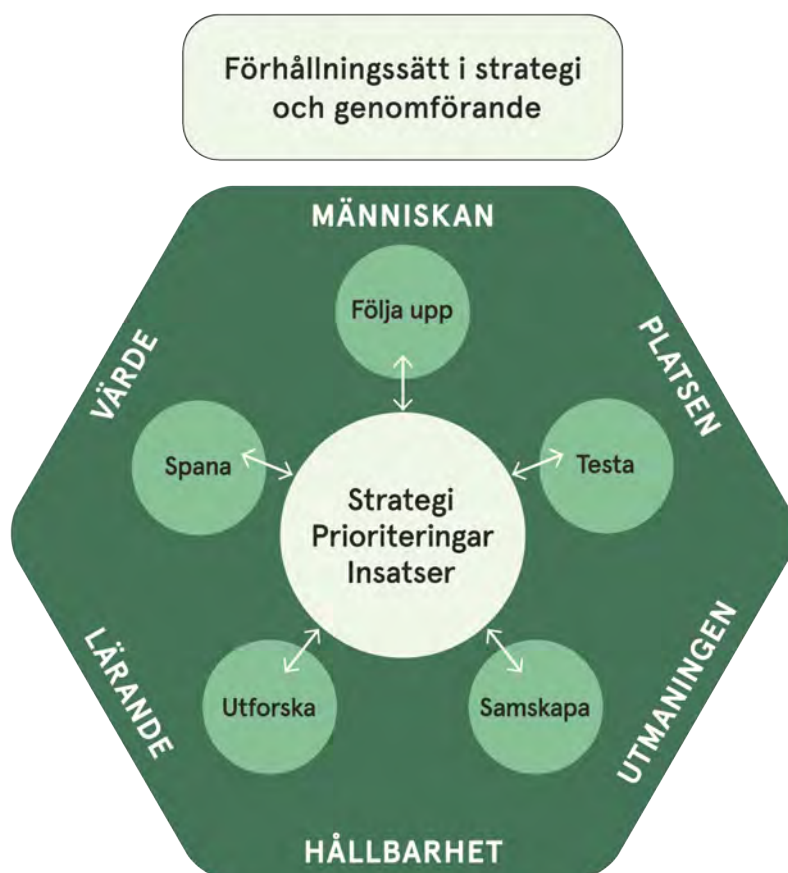 Förhållningssätt i strategi
och genomförande
MÄNNISKAN
Följa upp
PLATSEN
VÄRDE
Spana
Testa
Strategi
Prioriteringar
Insatser
LÄRANDE
Utforska
Samskapa
UTMANINGEN
HÅLLBARHET